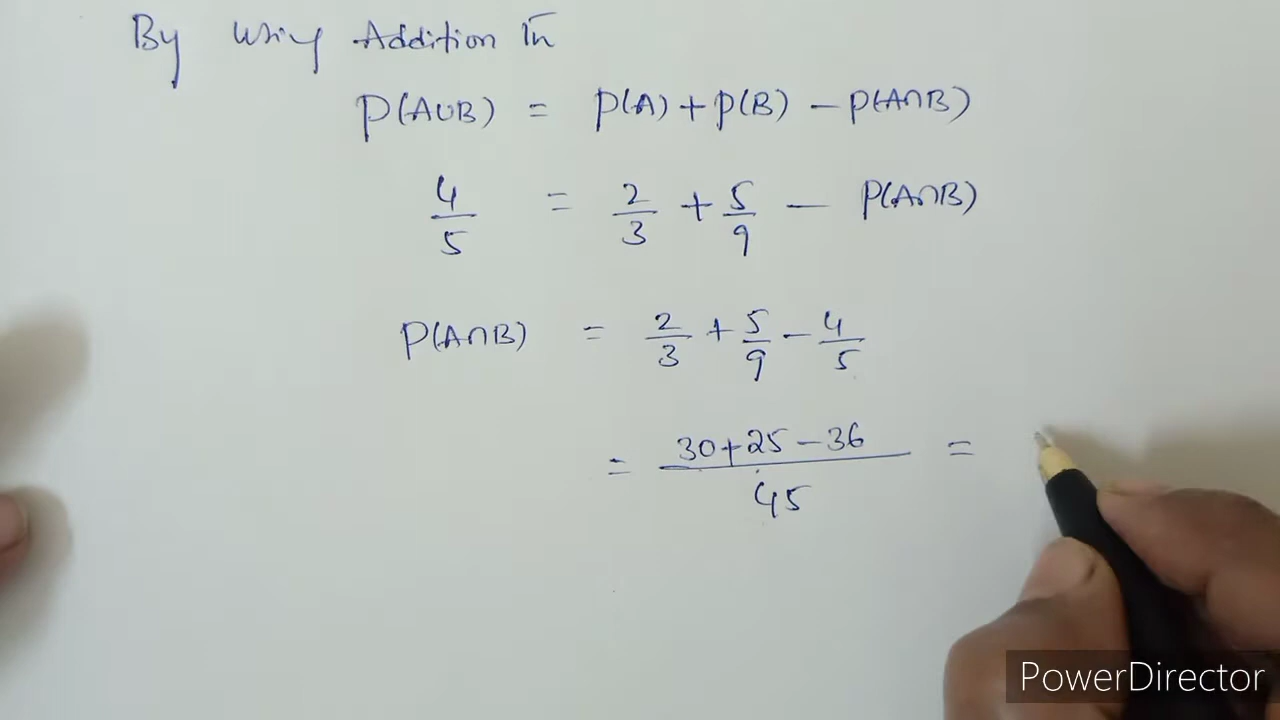 By using Addition Th
P(A∪B) = P(A) + P(B) − P(A∩B)
4/5 = 2/3 + 5/9 − P(A∩B)
P(A∩B) = 2/3 + 5/9 − 4/5
= 30+25−36/45 =
PowerDirector